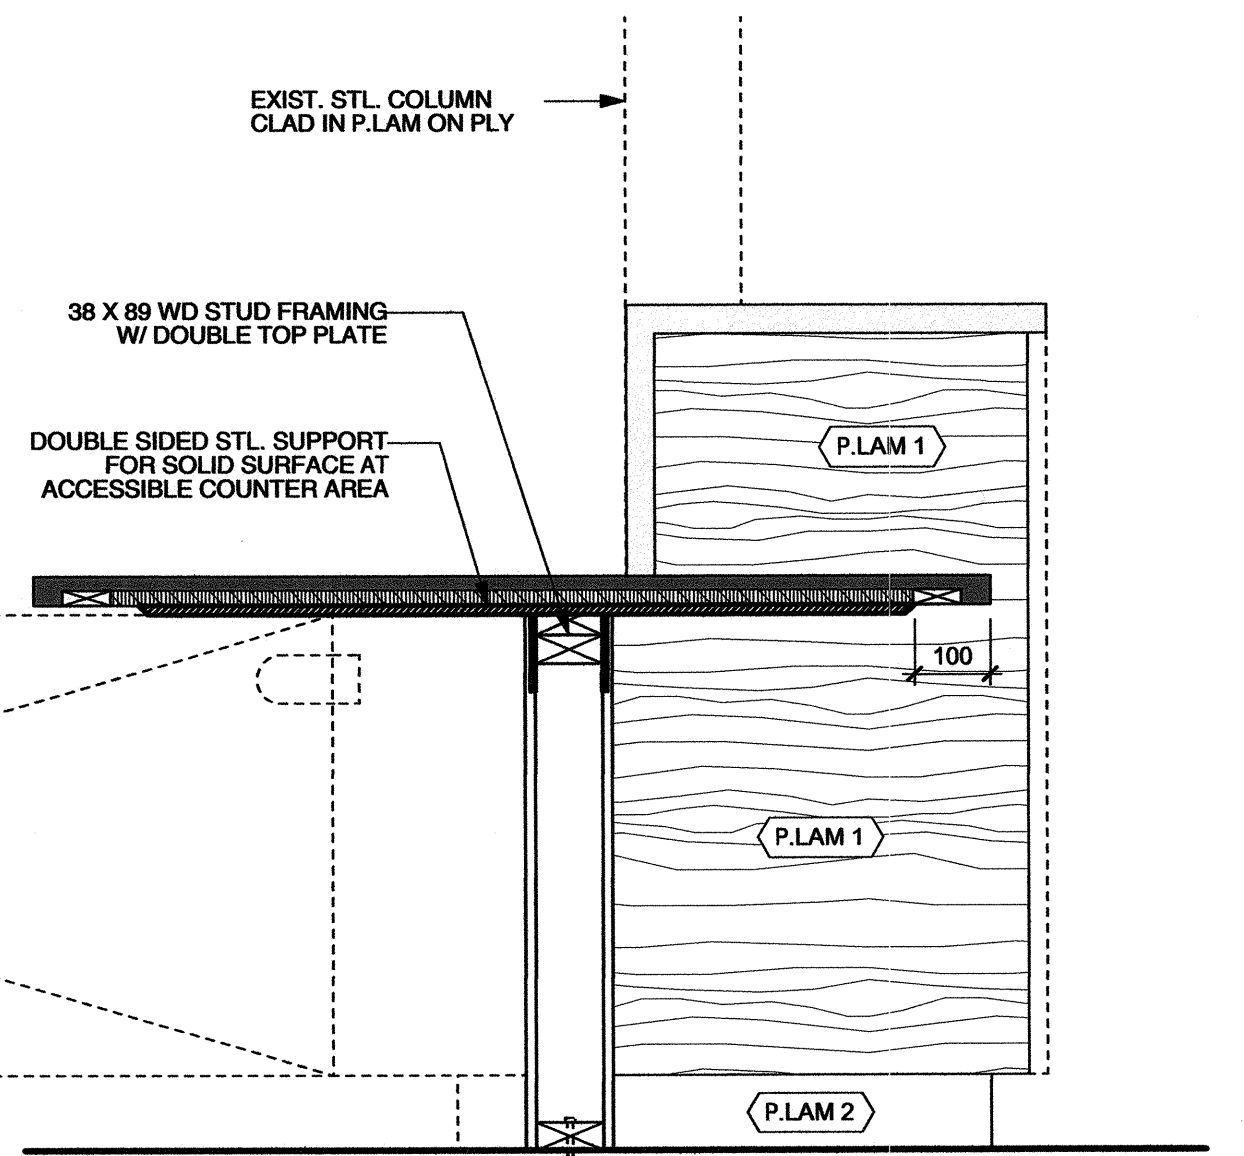 EXIST. STL. COLUMN
CLAD IN P.LAM ON PLY
38 X 89 WD STUD FRAMING
W/ DOUBLE TOP PLATE
DOUBLE SIDED STL. SUPPORT
FOR SOLID SURFACE AT
ACCESSIBLE COUNTER AREA
P.LAM 1
100
P.LAM 1
P.LAM 2